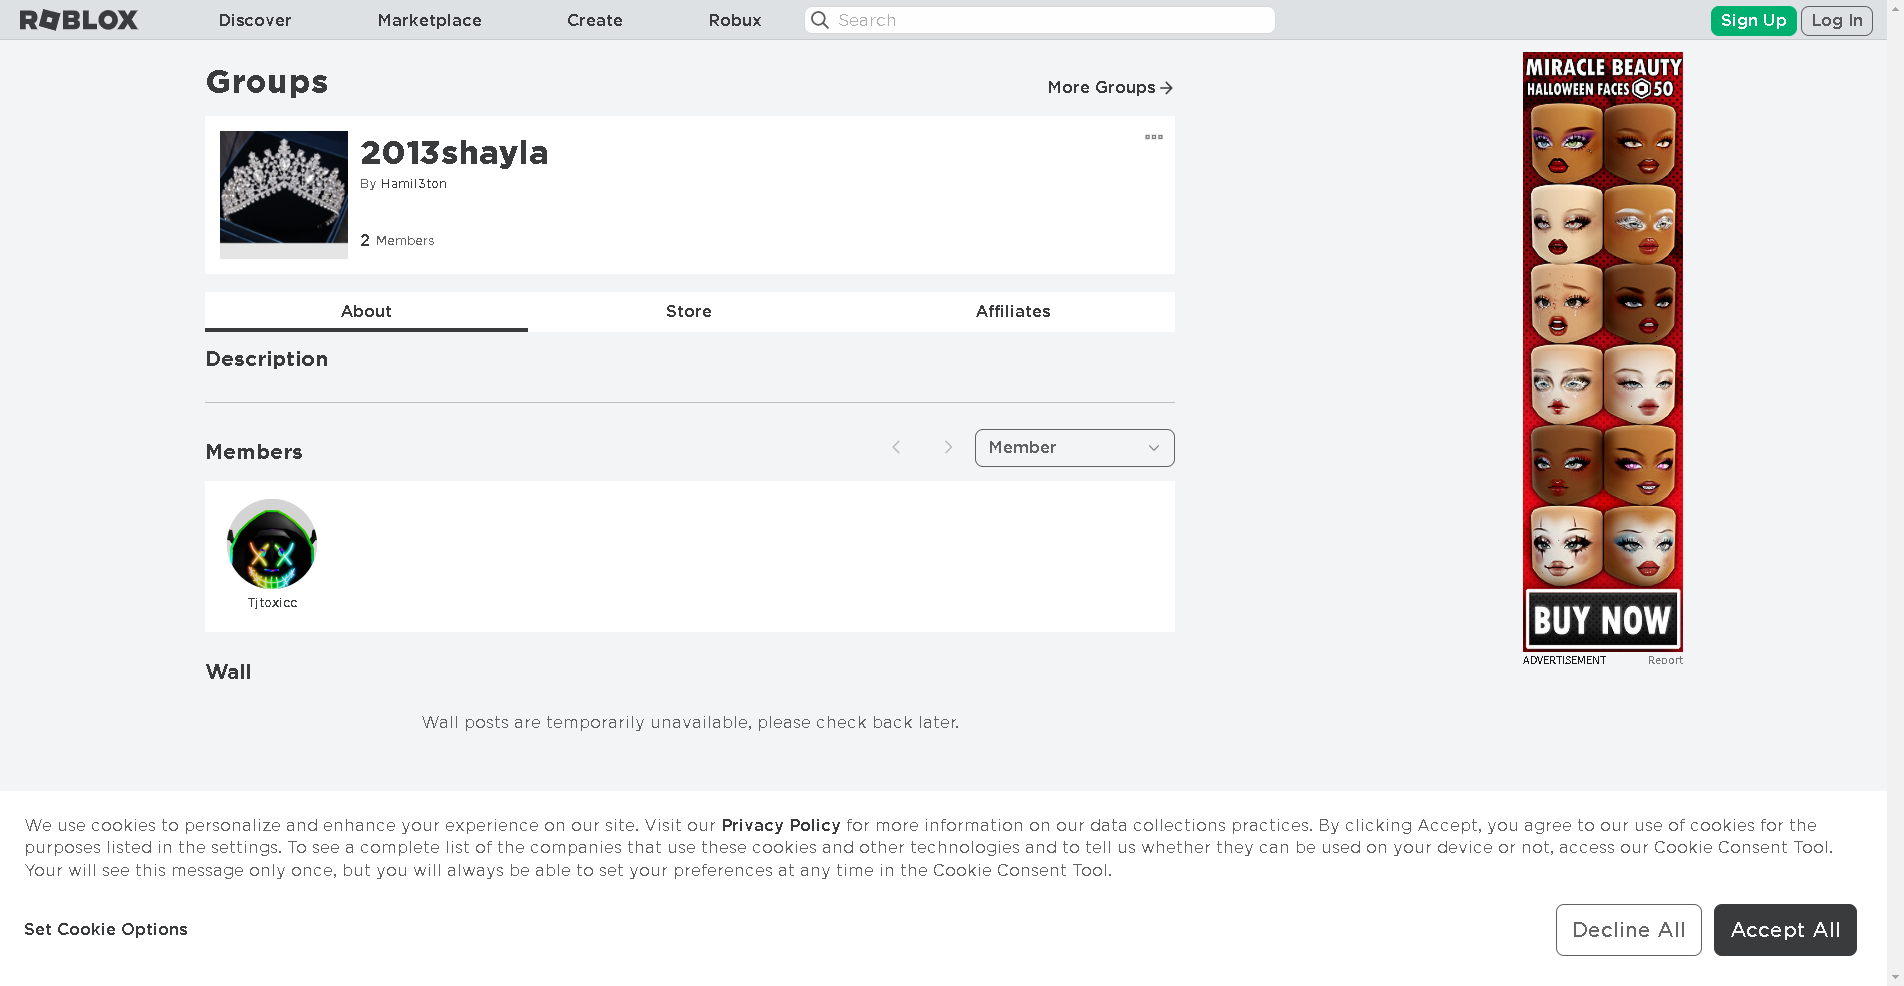 ROBLOX
Discover
Marketplace
Create
Robux
Search
Sign Up
Log In
Groups
More Groups
2013shayla
By Hamil3ton
2 Members
About
Store
Affiliates
Description
Members
Member
Tjtoxicc
Wall
Wall posts are temporarily unavailable, please check back later.
MIRACLE BEAUTY
HALLOWEEN FACES 50
BUY NOW
ADVERTISEMENT
Report
We use cookies to personalize and enhance your experience on our site. Visit our Privacy Policy for more information on our data collections practices. By clicking Accept, you agree to our use of cookies for the
purposes listed in the settings. To see a complete list of the companies that use these cookies and other technologies and to tell us whether they can be used on your device or not, access our Cookie Consent Tool.
Your will see this message only once, but you will always be able to set your preferences at any time in the Cookie Consent Tool.
Set Cookie Options
Decline All
Accept All